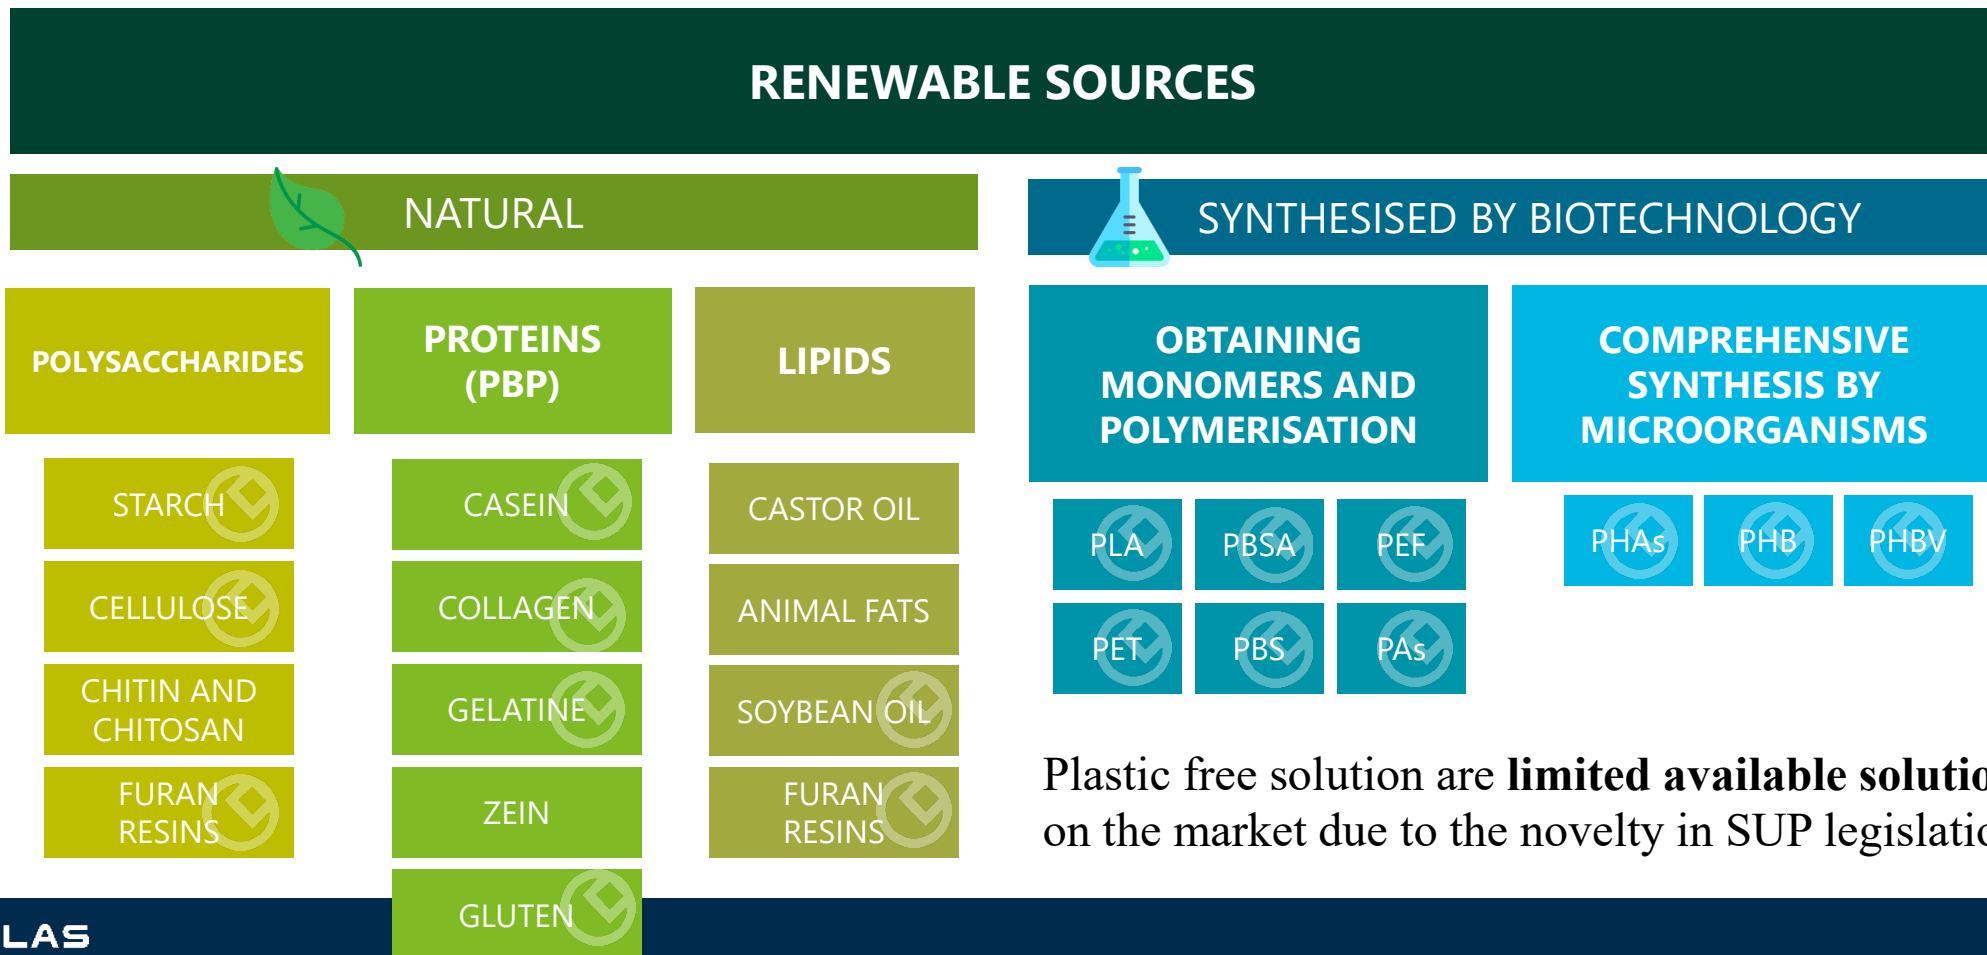 RENEWABLE SOURCES
NATURAL
POLYSACCHARIDES
STARCH
CELLULOSE
CHITIN AND
CHITOSAN
FURAN
RESINS
PROTEINS
(PBP)
CASEIN
COLLAGEN
GELATINE
ZEIN
GLUTEN
LIPIDS
CASTOR OIL
ANIMAL FATS
SOYBEAN OIL
FURAN
RESINS
SYNTHESISED BY BIOTECHNOLOGY
OBTAINING
MONOMERS AND
POLYMERISATION
PLA PBSA PEF
PET PBS PAs
COMPREHENSIVE
SYNTHESIS BY
MICROORGANISMS
PHAs PHB PHBV
Plastic free solution are limited available solutio
on the market due to the novelty in SUP legislatio
LAS